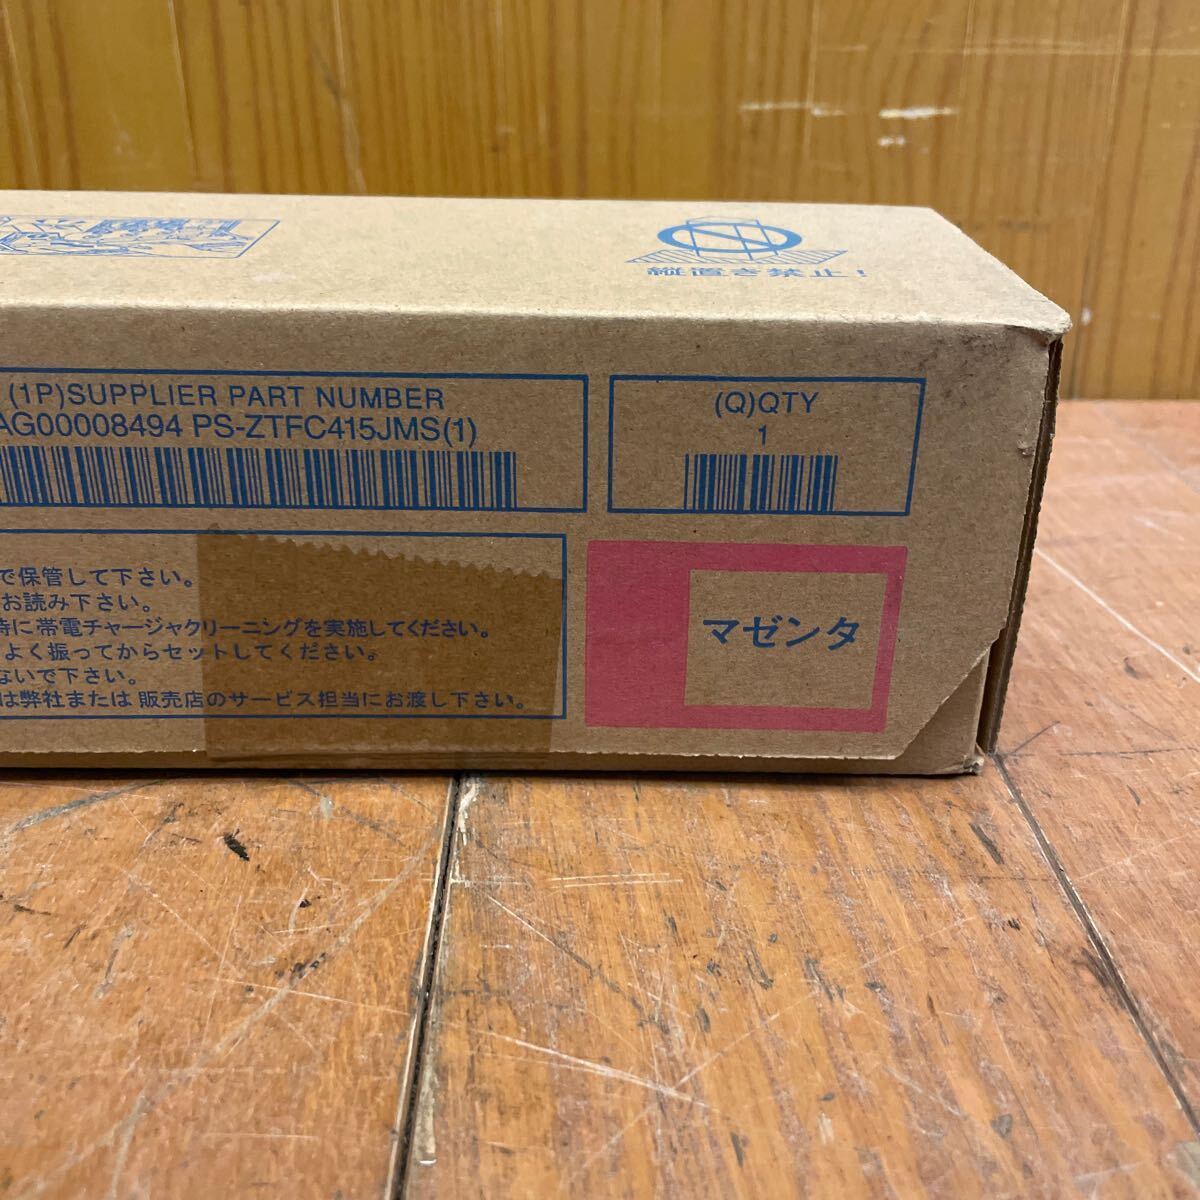 縦置き禁止!
(1P)SUPPLIER PART NUMBER
AG00008494 PS-ZTFC415JMS(1)
(Q)QTY
1
で保管して下さい。
お読み下さい。
時に帯電チャージャクリーニングを実施してください。
よく振ってからセットしてください。
ないで下さい。
は弊社または 販売店のサービス担当にお渡し下さい。
マゼンタ